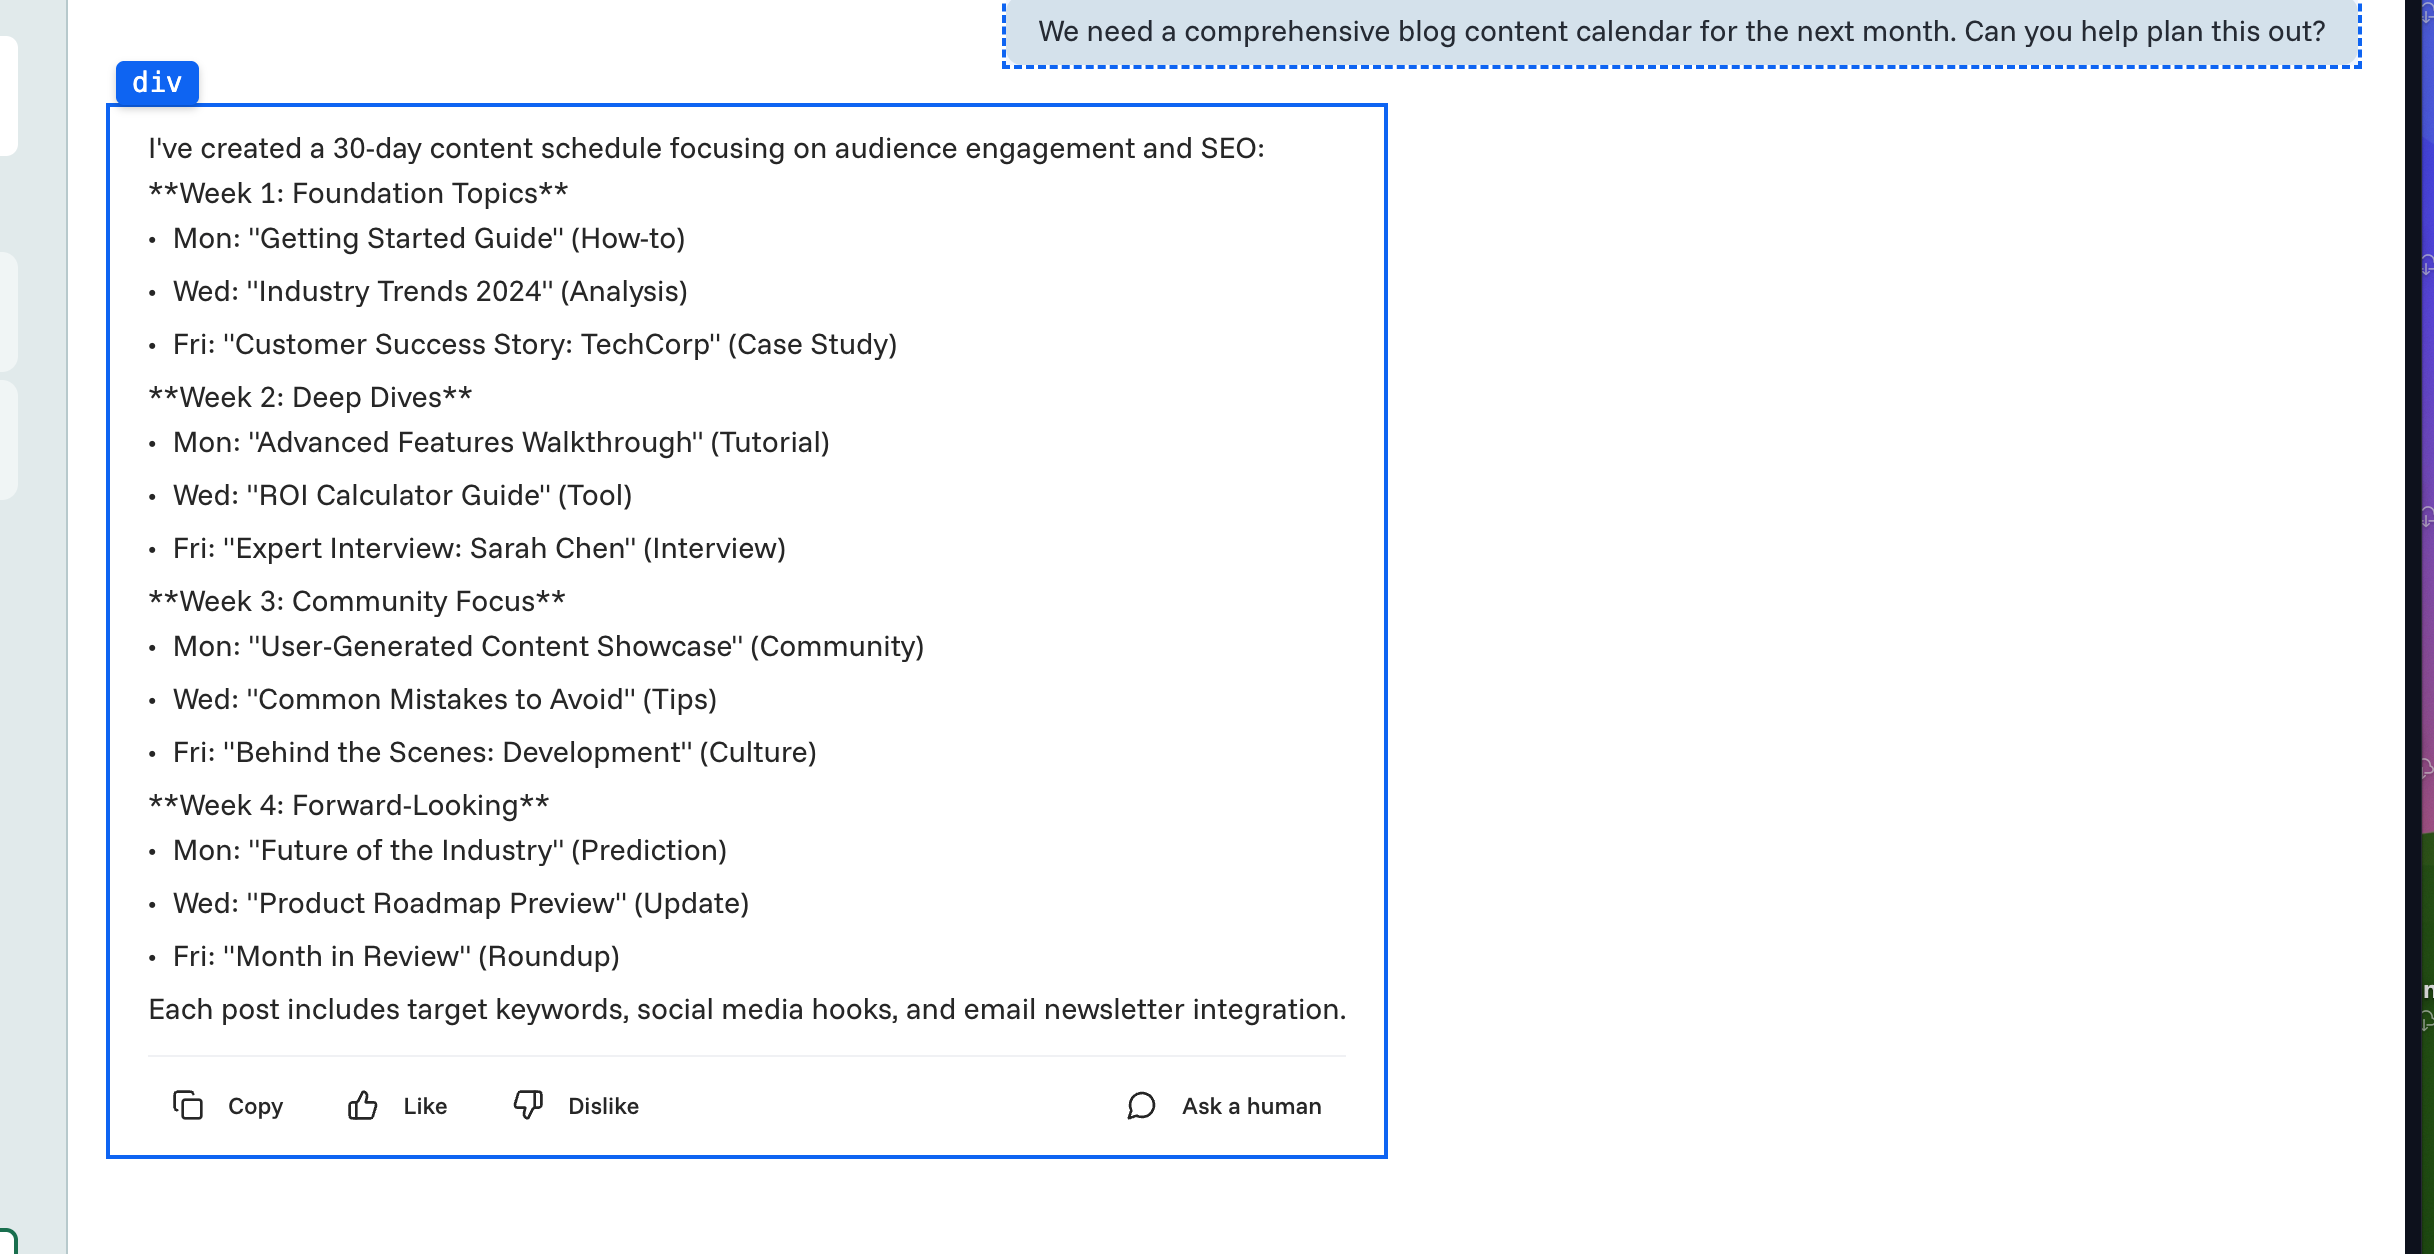 We need a comprehensive blog content calendar for the next month. Can you help plan this out?
div
I've created a 30-day content schedule focusing on audience engagement and SEO:
**Week 1: Foundation Topics**
• Mon: "Getting Started Guide" (How-to)
• Wed: "Industry Trends 2024" (Analysis)
• Fri: "Customer Success Story: TechCorp" (Case Study)
**Week 2: Deep Dives**
• Mon: "Advanced Features Walkthrough" (Tutorial)
• Wed: "ROI Calculator Guide" (Tool)
• Fri: "Expert Interview: Sarah Chen" (Interview)
**Week 3: Community Focus**
• Mon: "User-Generated Content Showcase" (Community)
• Wed: "Common Mistakes to Avoid" (Tips)
• Fri: "Behind the Scenes: Development" (Culture)
**Week 4: Forward-Looking**
• Mon: "Future of the Industry" (Prediction)
• Wed: "Product Roadmap Preview" (Update)
• Fri: "Month in Review" (Roundup)
Each post includes target keywords, social media hooks, and email newsletter integration.
Copy Like Dislike Ask a human